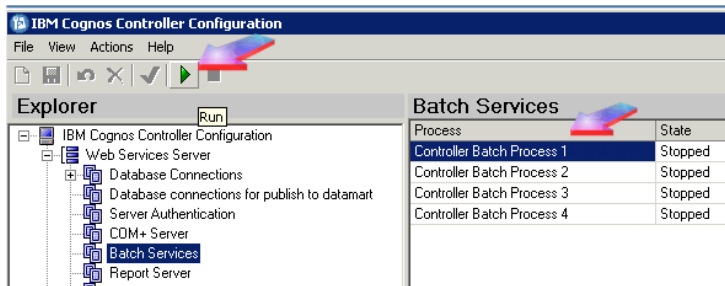 IBM Cognos Controller Configuration
File View Actions Help
Explorer
Run
IBM Cognos Controller Configuration
Web Services Server
Database Connections
Database connections for publish to datamart
Server Authentication
COM+ Server
Batch Services
Report Server
Batch Services
Process State
Controller Batch Process 1 Stopped
Controller Batch Process 2 Stopped
Controller Batch Process 3 Stopped
Controller Batch Process 4 Stopped